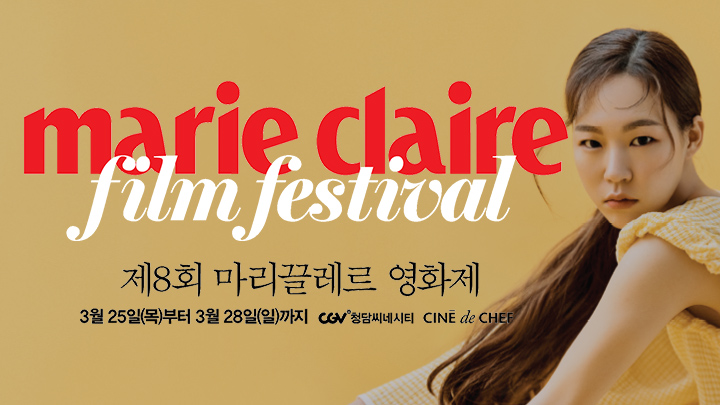 marie claire
film festival
제8회 마리끌레르 영화제
3월 25일(목)부터 3월 28일(일)까지 CGV 청담씨네시티 CINÉ de CHEF